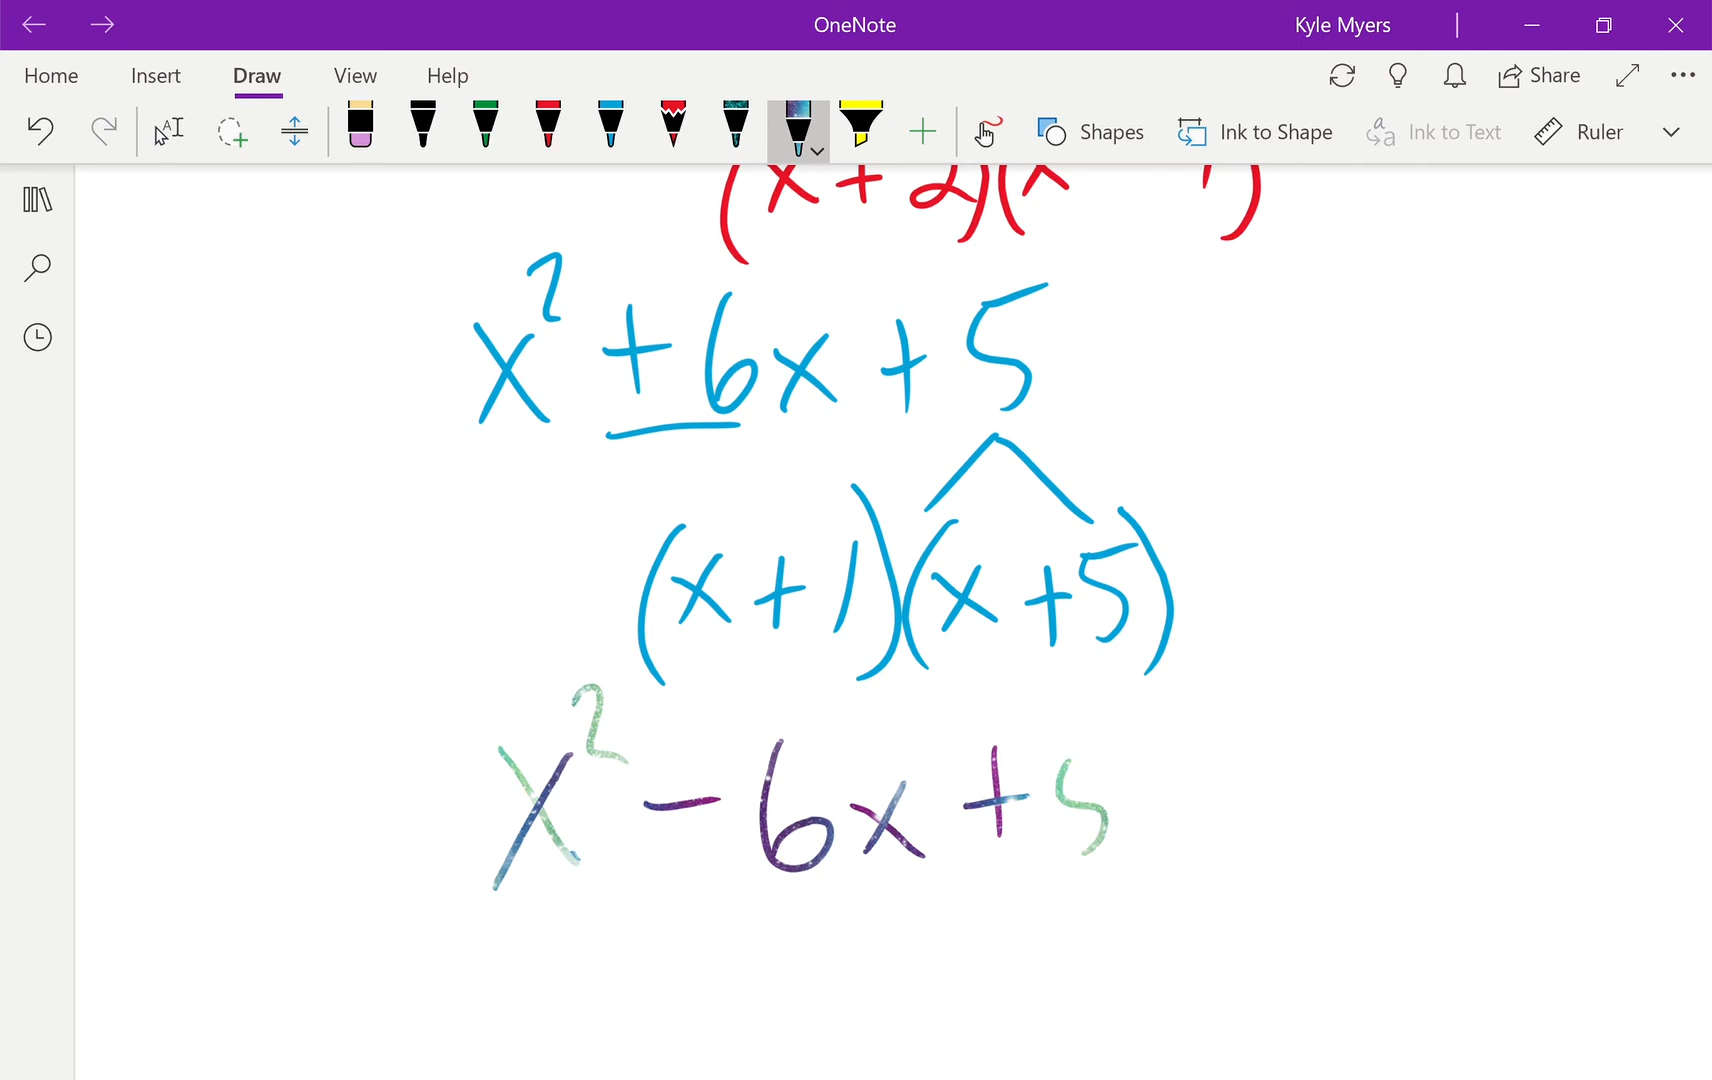 OneNote
Kyle Myers
Home Insert Draw View Help
Share
Shapes Ink to Shape Ink to Text Ruler
(x + 2)(x
x² + 6x + 5
(x + 1)(x + 5)
x² - 6x + 5